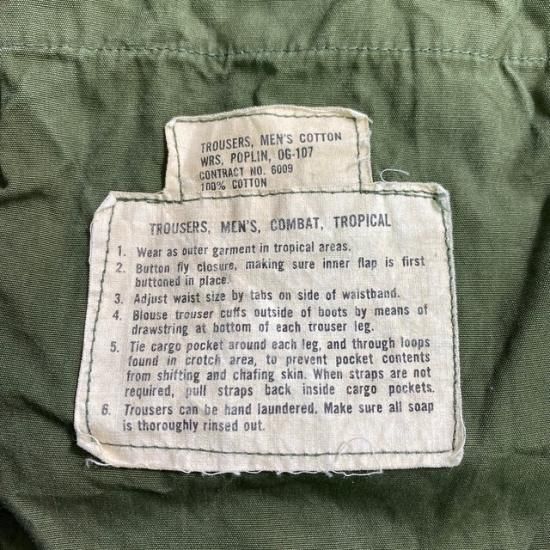 TROUSERS, MEN'S COTTON
WRS, POPLIN, OG-107
CONTRACT NO. 6009
100% COTTON
TROUSERS, MEN'S, COMBAT, TROPICAL
1. Wear as outer garment in tropical areas.
2. Button fly closure, making sure inner flap is first
buttoned in place.
3. Adjust waist size by tabs on side of waistband.
4. Blouse trouser cuffs outside of boots by means of
drawstring at bottom of each trouser leg.
5. Tie cargo pocket around each leg, and through loops
found in crotch area, to prevent pocket contents
from shifting and chafing skin. When straps are not
required, pull straps back inside cargo pockets.
6. Trousers can be hand laundered. Make sure all soap
is thoroughly rinsed out.